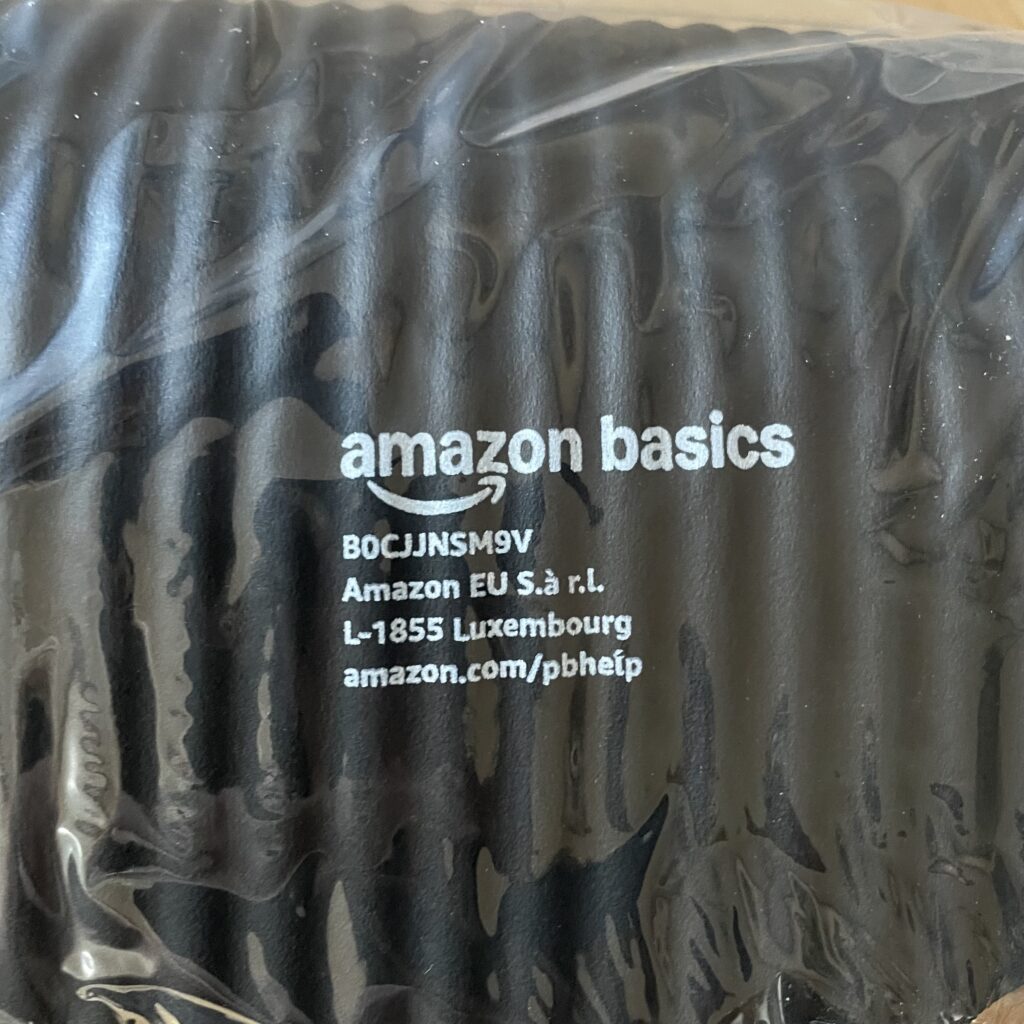 amazon basics
B0CJJNSM9V
Amazon EU S.à r.l.
L-1855 Luxembourg
amazon.com/pbhelp